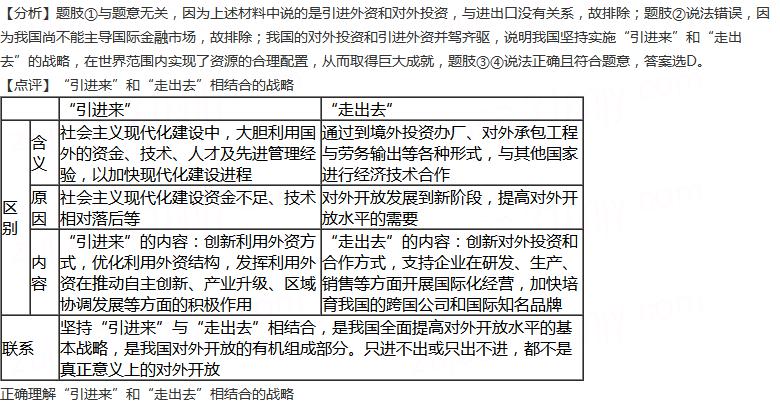 【分析】题肢①与题意无关，因为上述材料中说的是引进外资和对外投资，与进出口没有关系，故排除；题肢②说法错误，因
为我国尚不能主导国际金融市场，故排除；我国的对外投资和引进外资并驾齐驱，说明我国坚持实施“引进来”和“走出
去”的战略，在世界范围内实现了资源的合理配置，从而取得巨大成就，题肢③④说法正确且符合题意，答案选D。
【点评】“引进来”和“走出去”相结合的战略
“引进来”
“走出去”
区别
含义
社会主义现代化建设中，大胆利用国
外的资金、技术、人才及先进管理经
验，以加快现代化建设进程
通过到境外投资办厂、对外承包工程
与劳务输出等各种形式，与其他国家
进行经济技术合作
原因
社会主义现代化建设资金不足、技术
相对落后等
对外开放发展到新阶段，提高对外开
放水平的需要
内容
“引进来”的内容：创新利用外资方
式，优化利用外资结构，发挥利用外
资在推动自主创新、产业升级、区域
协调发展等方面的积极作用
“走出去”的内容：创新对外投资和
合作方式，支持企业在研发、生产、
销售等方面开展国际化经营，加快培
育我国的跨国公司和国际知名品牌
联系
坚持“引进来”与“走出去”相结合，是我国全面提高对外开放水平的基
本战略，是我国对外开放的有机组成部分。只进不出或只出不进，都不是
真正意义上的对外开放
正确理解“引进来”和“走出去”相结合的战略